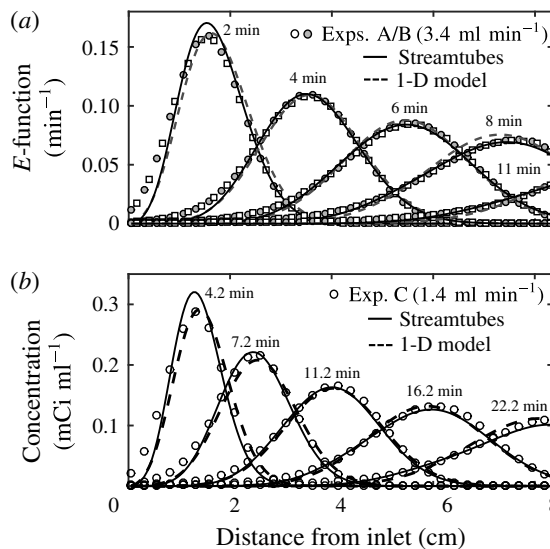 (a)
Exps. A/B (3.4 ml min⁻¹)
Streamtubes
1-D model
2 min
4 min
6 min
8 min
11 min
0.15
0.10
0.05
0
E-function
(min⁻¹)
(b)
Exp. C (1.4 ml min⁻¹)
Streamtubes
1-D model
4.2 min
7.2 min
11.2 min
16.2 min
22.2 min
0.3
0.2
0.1
0
Concentration
(mCi ml⁻¹)
0 2 4 6 8
Distance from inlet (cm)